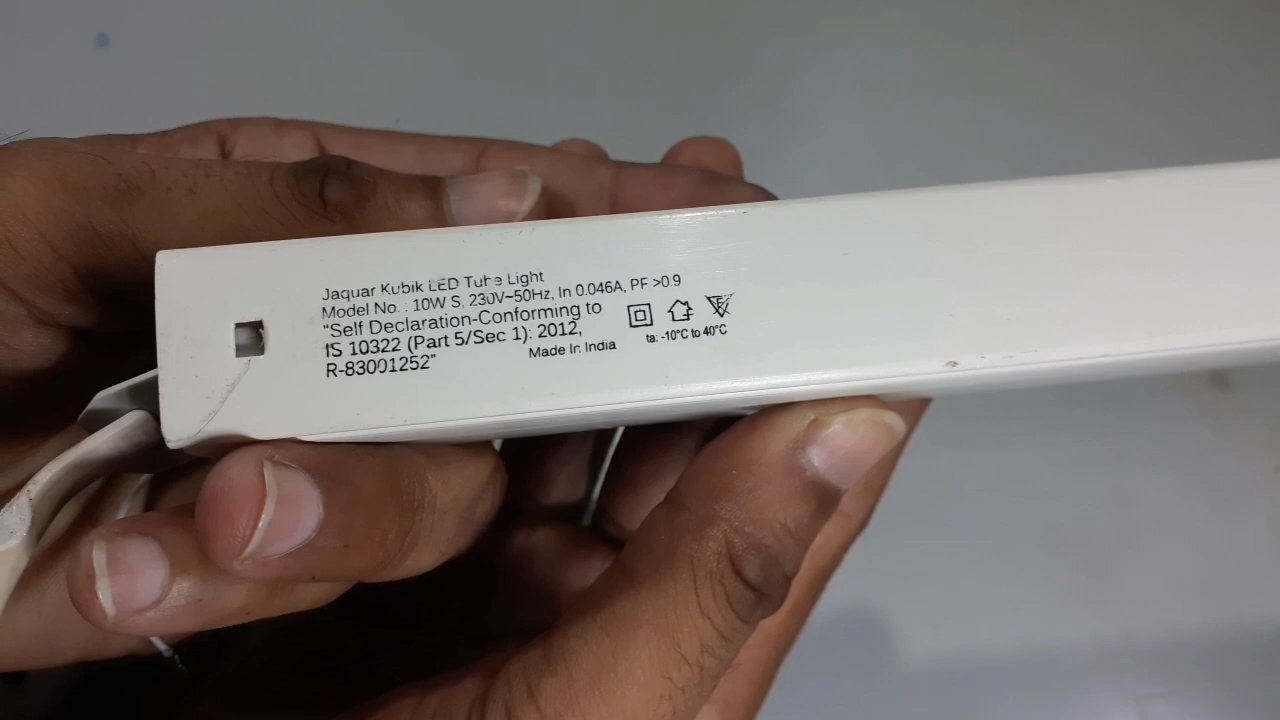 Jaquar Kubik LED Tube Light
Model No. : 10W S, 230V~50Hz, In 0.046A, PF >0.9
"Self Declaration-Conforming to
IS 10322 (Part 5/Sec 1): 2012,
R-83001252"
Made In India
ta: -10°C to 40°C